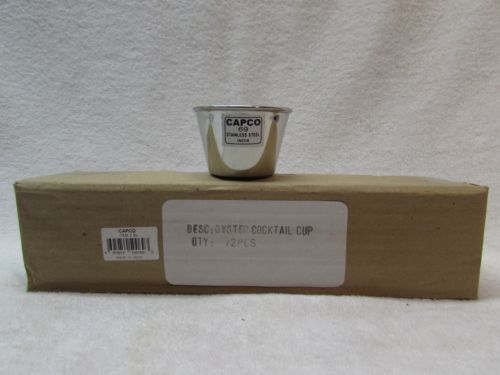 CAPCO
69
STAINLESS STEEL
INDIA
CAPCO
DESC: OYSTER COCKTAIL CUP
QTY: 72PCS